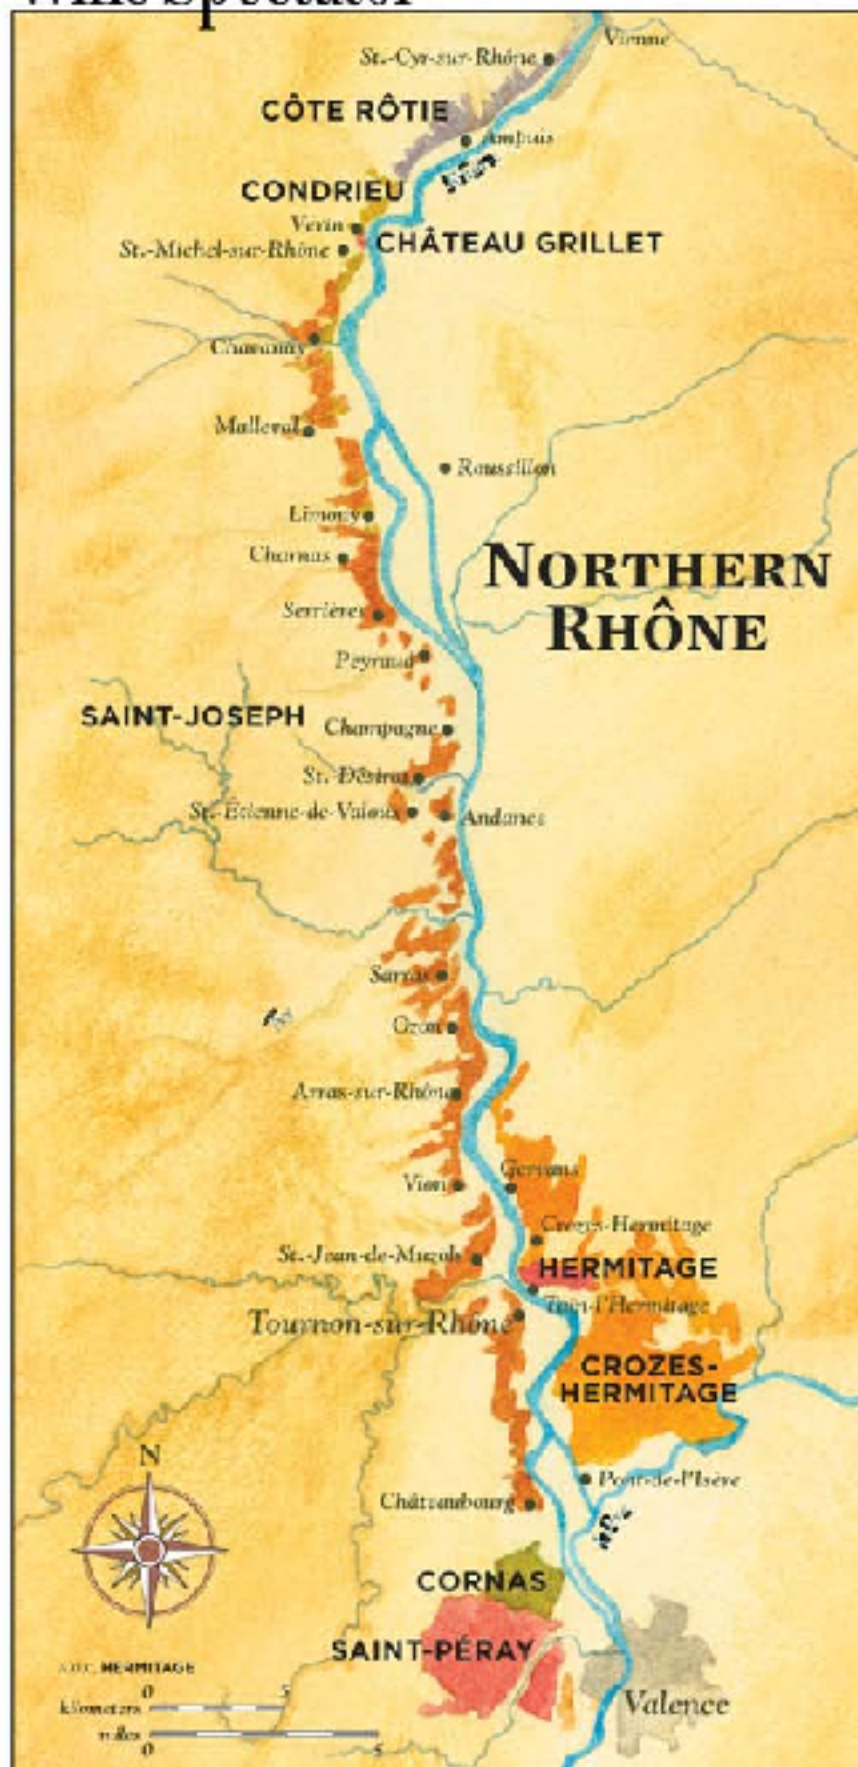 Wine Spectator
Vienne
St.-Cyr-sur-Rhône
CÔTE RÔTIE
Ampuis
CONDRIEU
Verin
CHÂTEAU GRILLET
St.-Michel-sur-Rhône
Chavanay
Malleval
Roussillon
Limony
Charnas
NORTHERN
RHÔNE
Serrières
Peyraud
SAINT-JOSEPH
Champagne
St.-Désirat
St.-Étienne-de-Valoux
Andance
Sarras
Ozon
Arras-sur-Rhône
Vion
Gervans
Crozes-Hermitage
St.-Jean-de-Muzols
HERMITAGE
Tain-l'Hermitage
Tournon-sur-Rhône
CROZES-
HERMITAGE
N
Pont-de-l'Isère
Châteaubourg
CORNAS
SAINT-PÉRAY
HERMITAGE
Valence
0 5
kilometers
miles
0 5